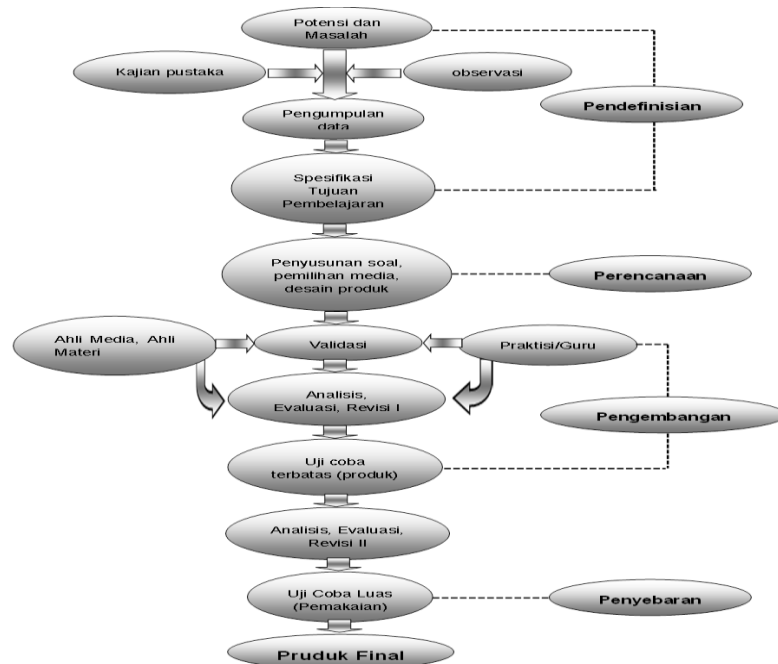 Potensi dan
Masalah
Kajian pustaka
observasi
Pendefinisian
Pengumpulan
data
Spesifikasi
Tujuan
Pembelajaran
Penyusunan soal,
pemilihan media,
desain produk
Perencanaan
Ahli Media, Ahli
Materi
Validasi
Praktisi/Guru
Analisis,
Evaluasi, Revisi I
Pengembangan
Uji coba
terbatas (produk)
Analisis, Evaluasi,
Revisi II
Uji Coba Luas
(Pemakaian)
Penyebaran
Pruduk Final